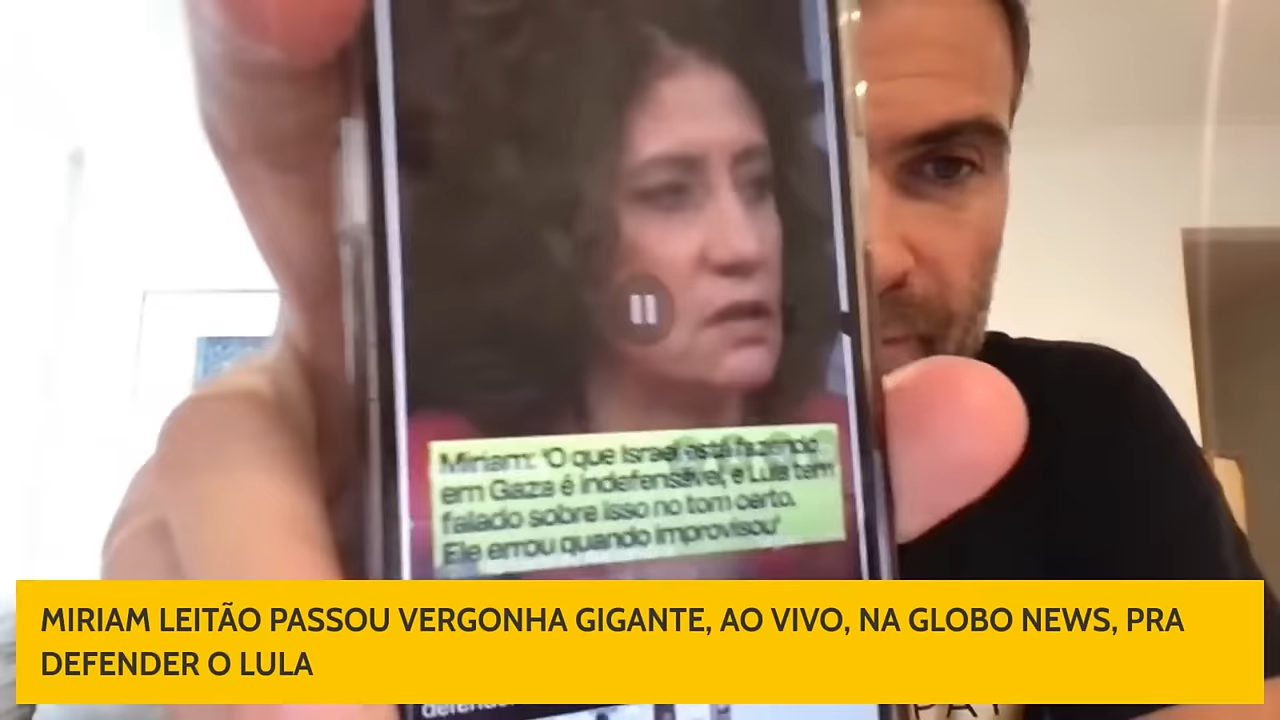 Miriam: 'O que Israel está fazendo
em Gaza é indefensável, e Lula tem
falado sobre isso no tom certo.
Ele errou quando improvisou'
MIRIAM LEITÃO PASSOU VERGONHA GIGANTE, AO VIVO, NA GLOBO NEWS, PRA
DEFENDER O LULA